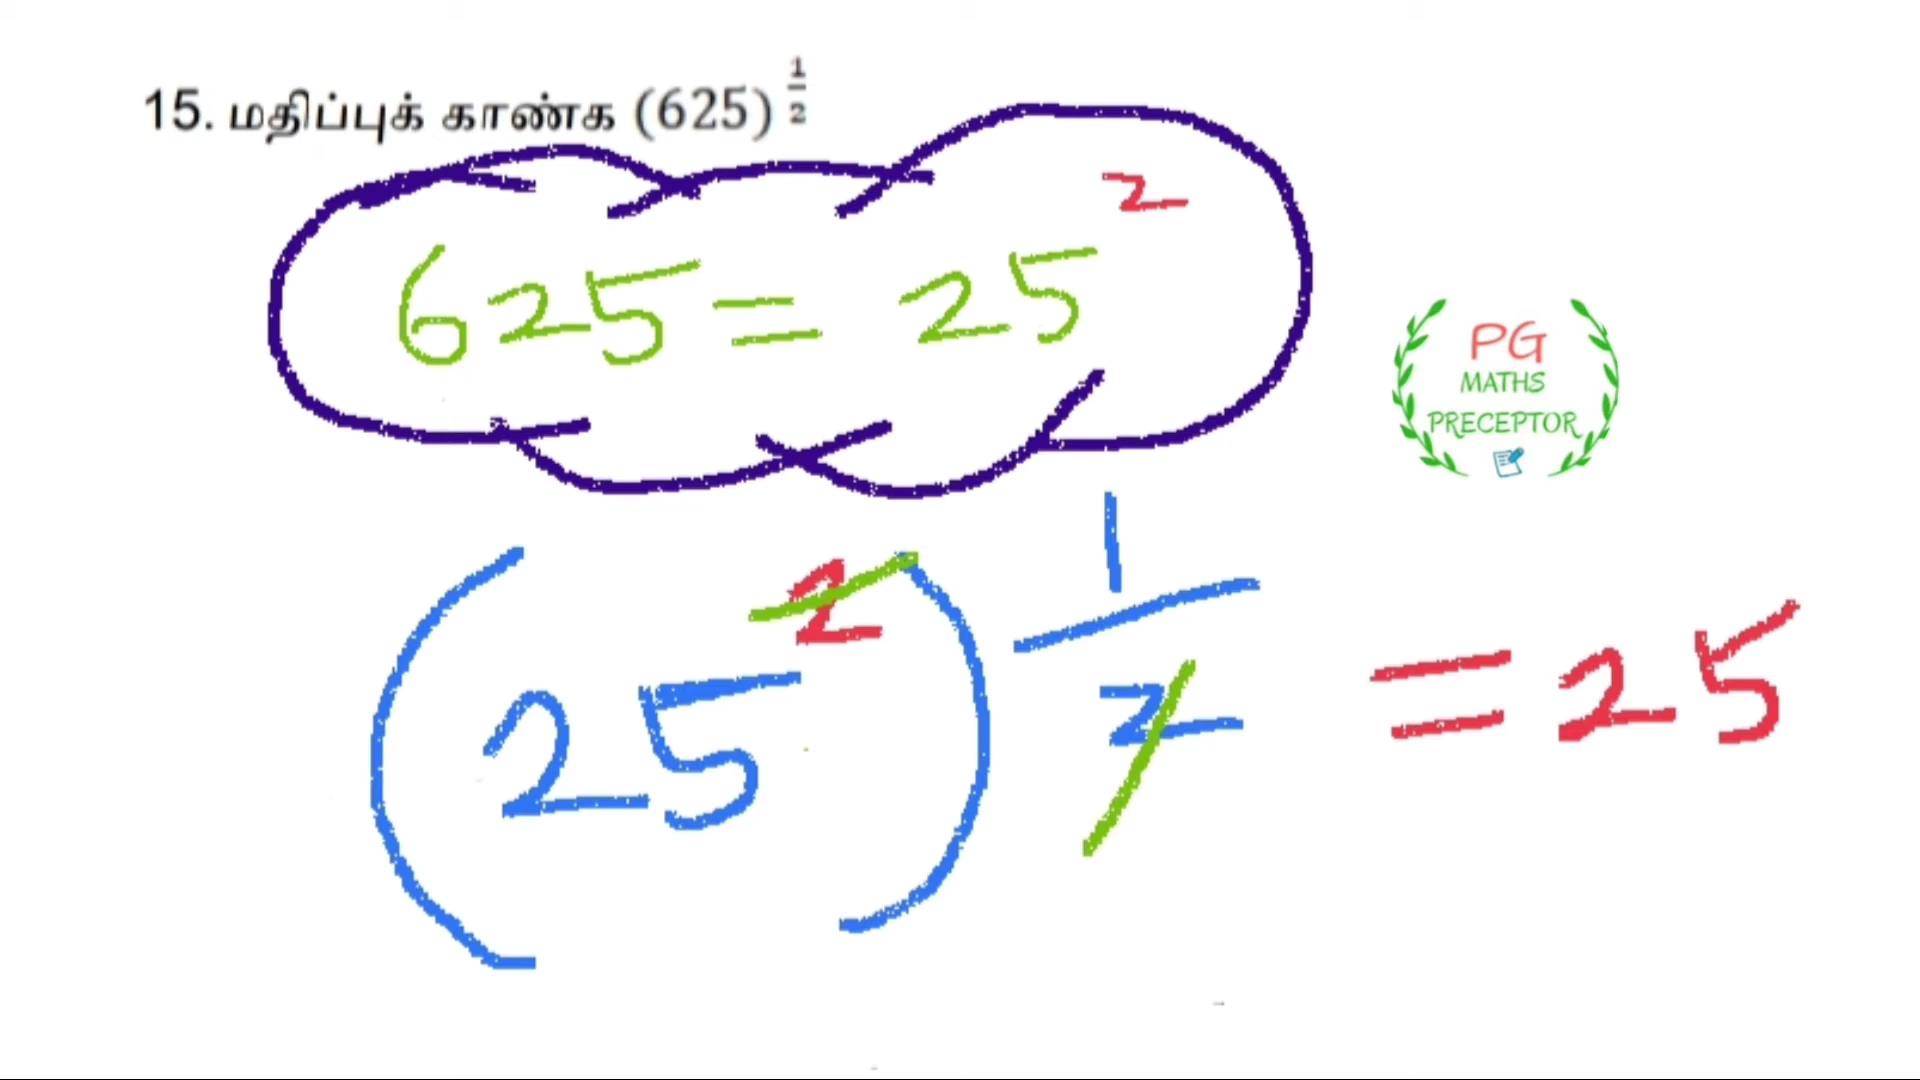 15. மதிப்புக் காண்க (625)^{1/2}
625 = 25^2
PG
MATHS
PRECEPTOR
(25^2)^{1/2} = 25